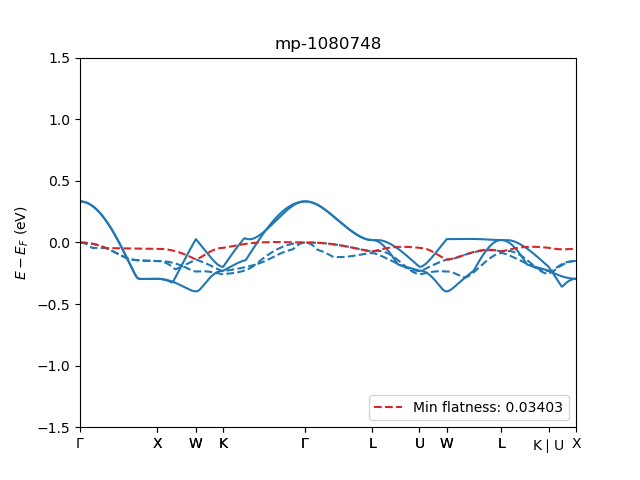 mp-1080748
1.5
1.0
0.5
0.0
−0.5
−1.0
−1.5
E − E_F (eV)
Γ X W K Γ L U W L K | U X
Min flatness: 0.03403